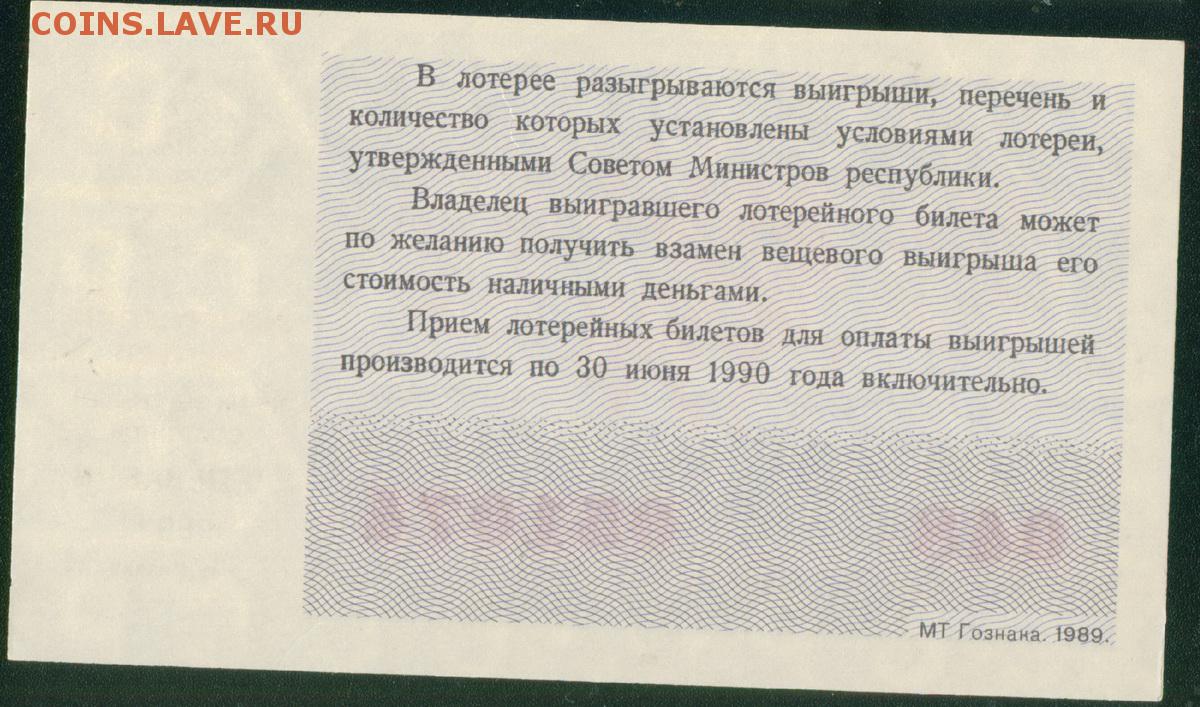 COINS.LAVE.RU
В лотерее разыгрываются выигрыши, перечень и
количество которых установлены условиями лотереи,
утвержденными Советом Министров республики.
Владелец выигравшего лотерейного билета может
по желанию получить взамен вещевого выигрыша его
стоимость наличными деньгами.
Прием лотерейных билетов для оплаты выигрышей
производится по 30 июня 1990 года включительно.
МТ Гознака. 1989.